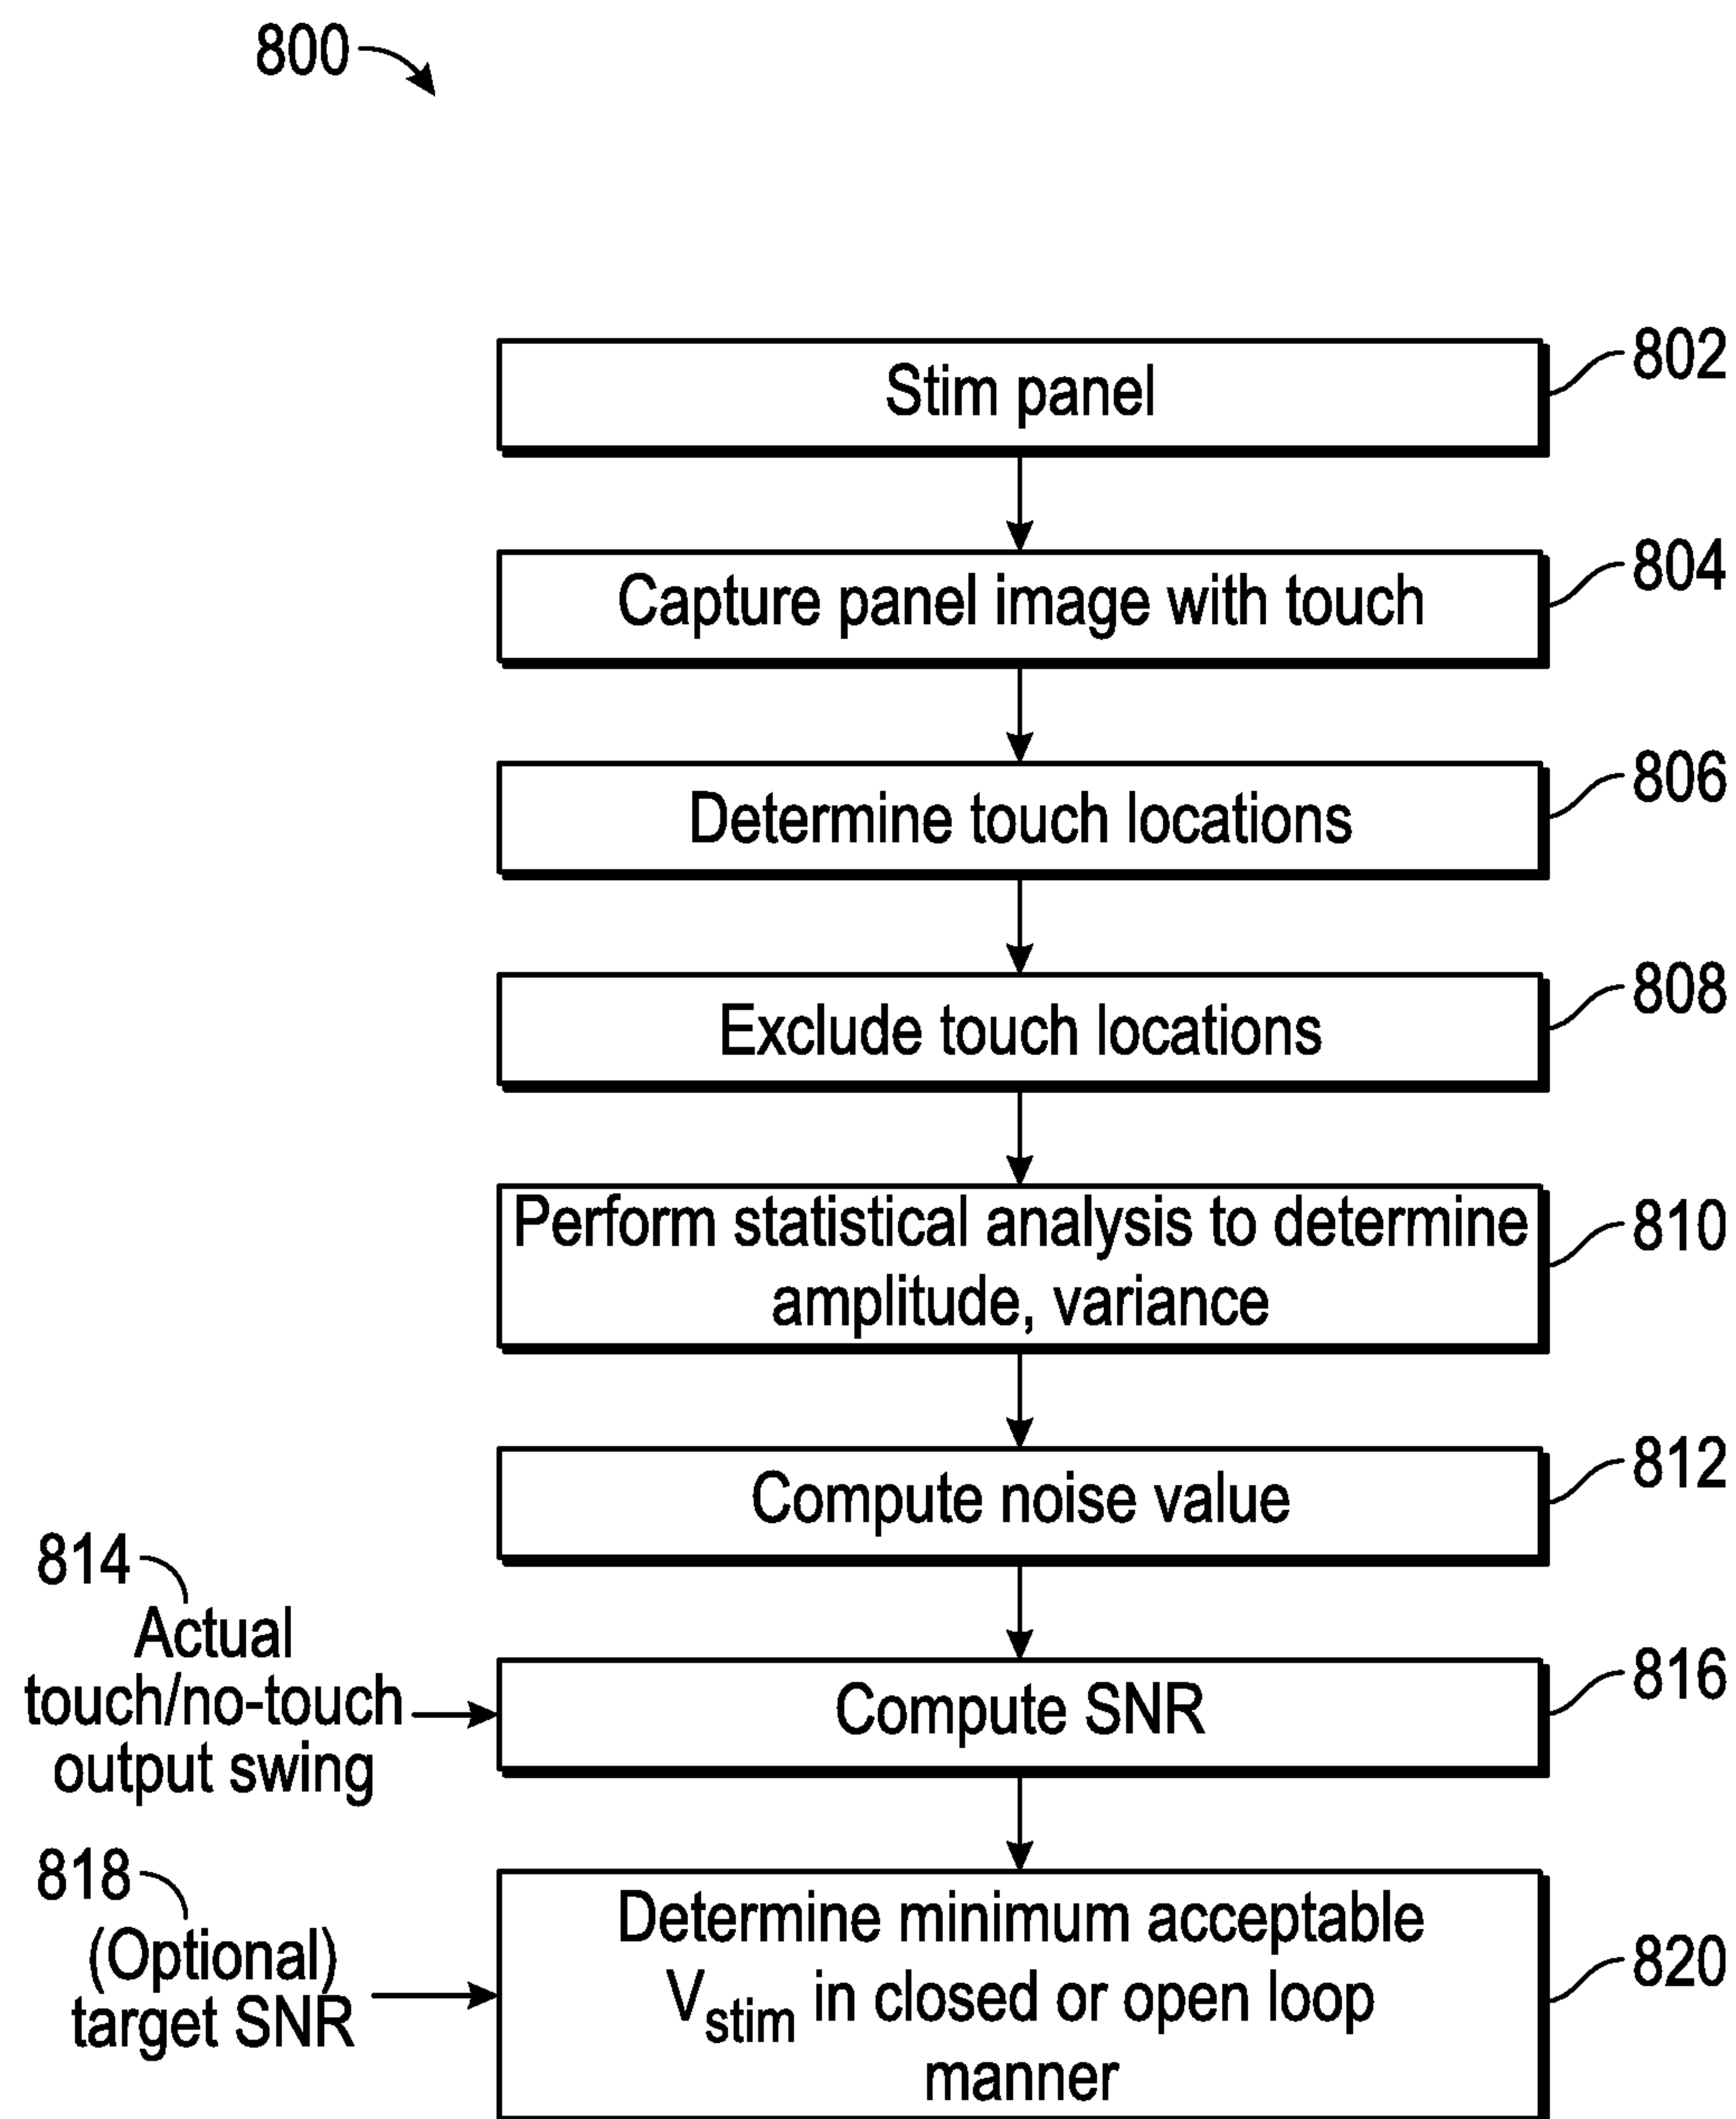 800
Stim panel
802
Capture panel image with touch
804
Determine touch locations
806
Exclude touch locations
808
Perform statistical analysis to determine
amplitude, variance
810
Compute noise value
812
814
Actual
touch/no-touch
output swing
Compute SNR
816
818
(Optional)
target SNR
Determine minimum acceptable
Vstim in closed or open loop
manner
820